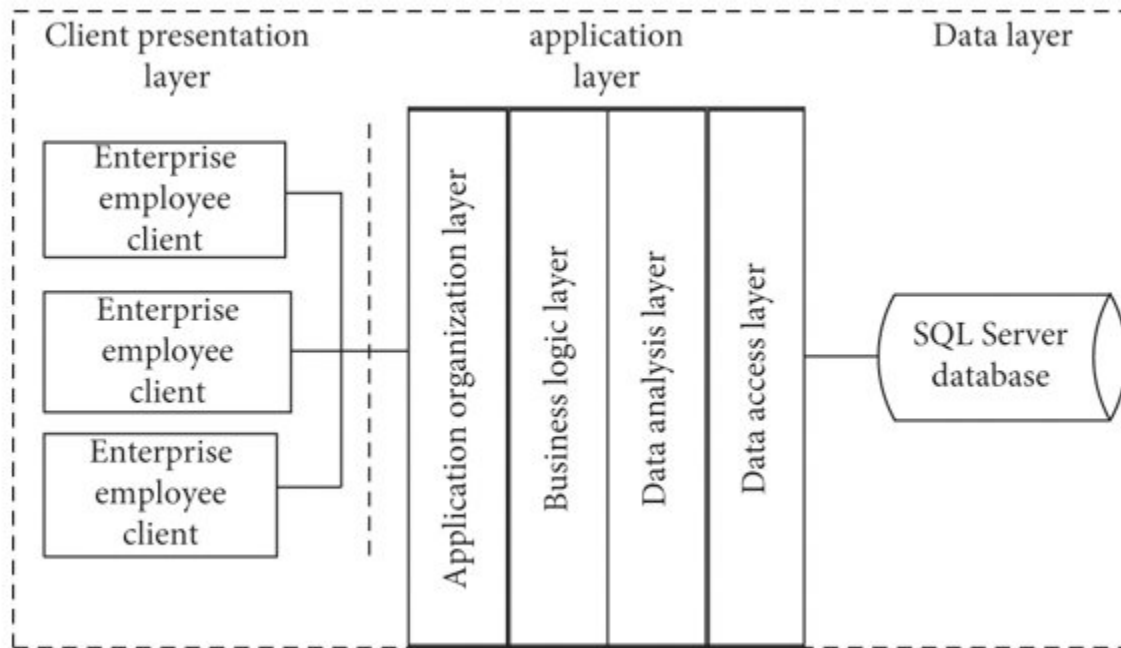 Client presentation
layer
application
layer
Data layer
Enterprise
employee
client
Enterprise
employee
client
Enterprise
employee
client
Application organization layer
Business logic layer
Data analysis layer
Data access layer
SQL Server
database